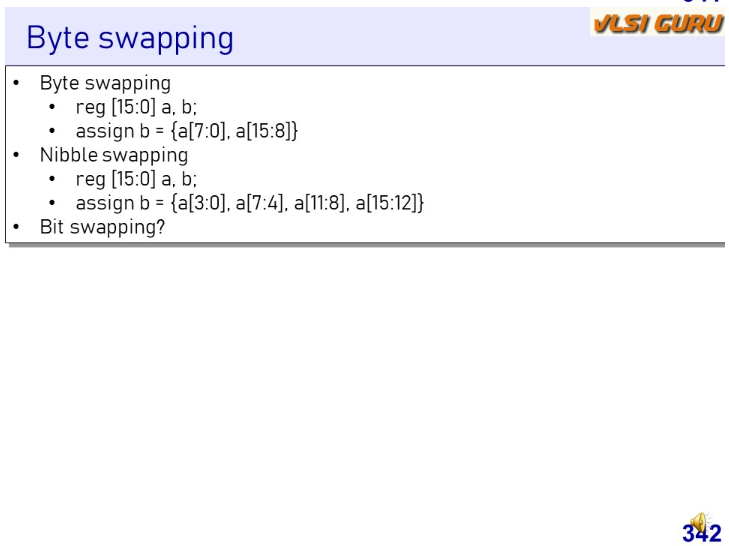 Byte swapping
VLSI GURU
• Byte swapping
• reg [15:0] a, b;
• assign b = {a[7:0], a[15:8]}
• Nibble swapping
• reg [15:0] a, b;
• assign b = {a[3:0], a[7:4], a[11:8], a[15:12]}
• Bit swapping?
342